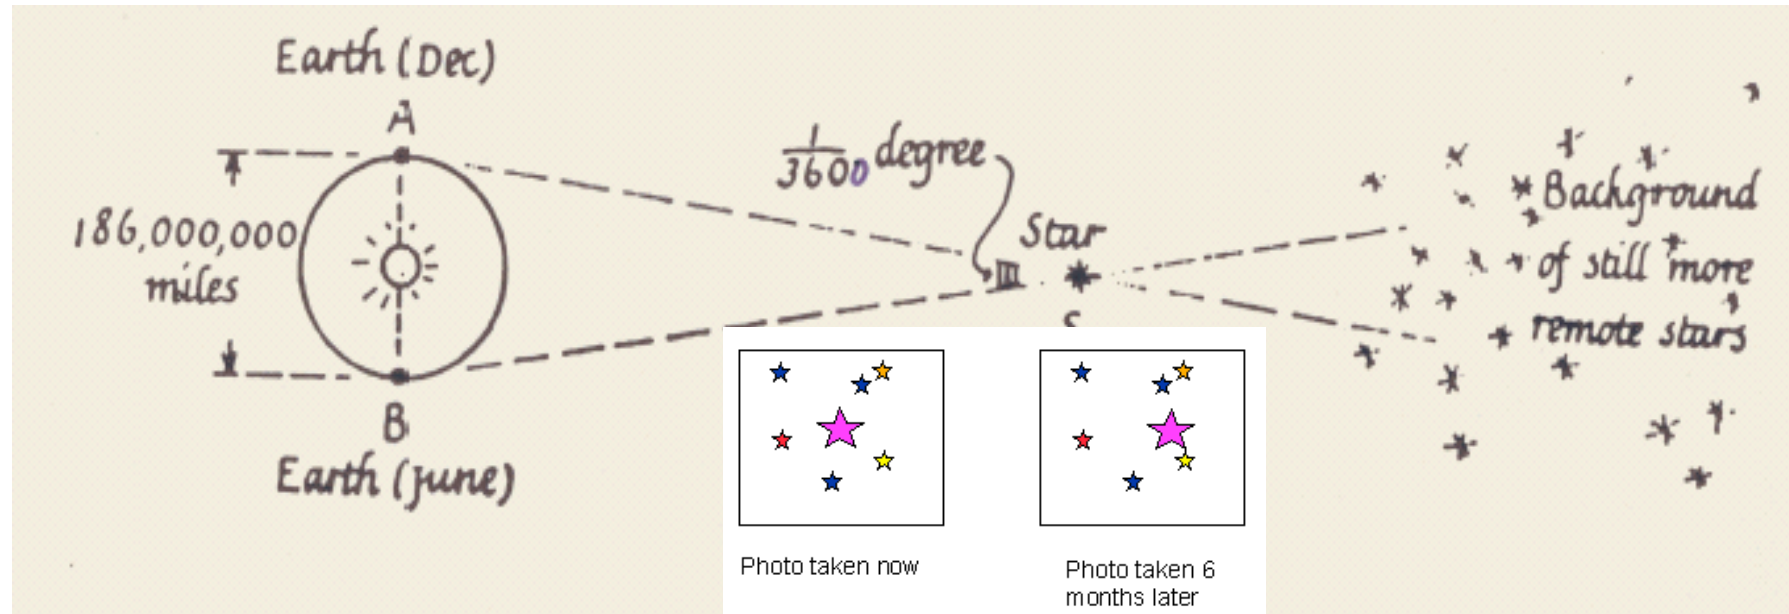 Earth (Dec)
A
186,000,000
miles
B
Earth (June)
1/3600 degree
Star
S
Background
of still more
remote stars
Photo taken now
Photo taken 6
months later